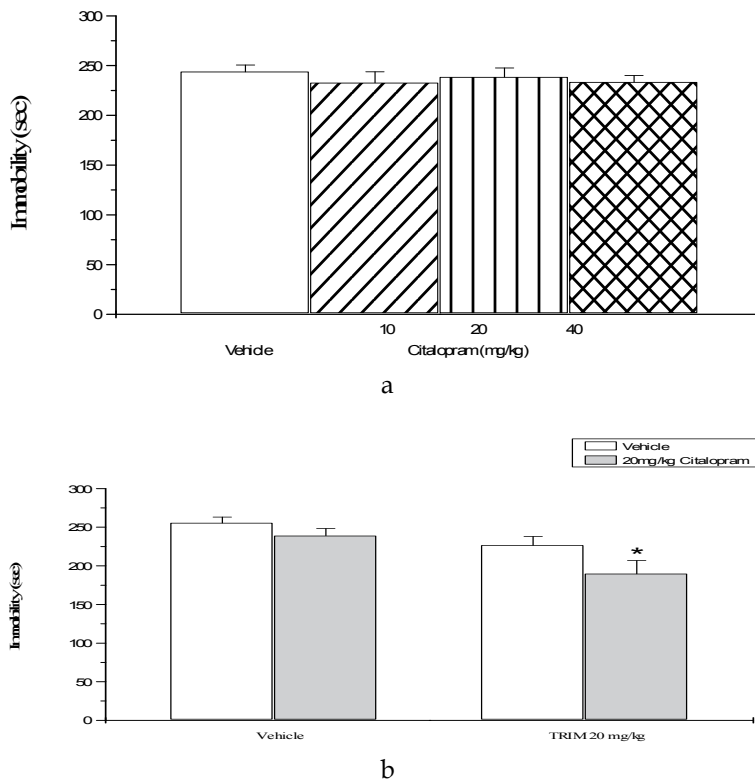 300
250
200
150
100
50
0
Immobility (sec)
10 20 40
Vehicle Citalopram (mg/kg)
a
Vehicle
20mg/kg Citalopram
300
250
200
150
100
50
0
Immobility (sec)
*
Vehicle TRIM 20 mg/kg
b